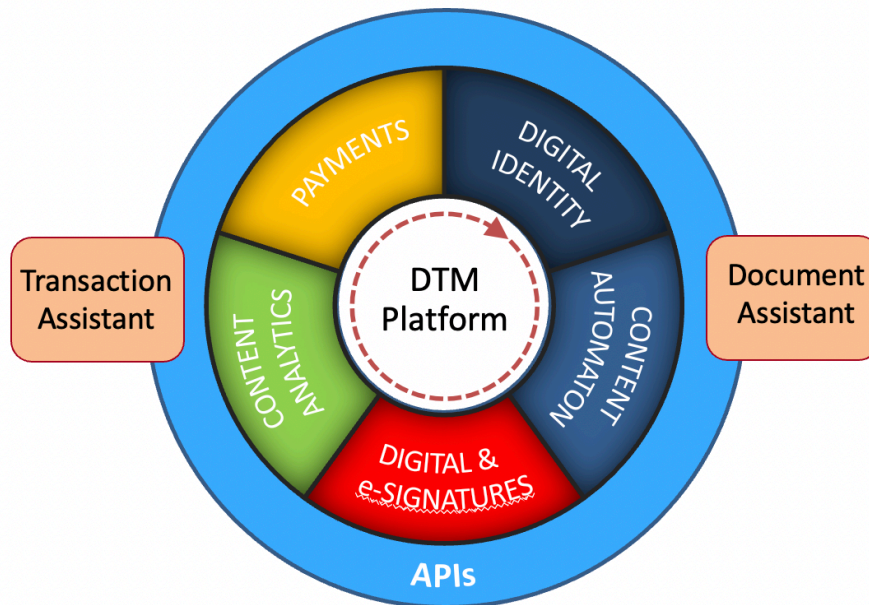 PAYMENTS
DIGITAL
IDENTITY
Transaction
Assistant
DTM
Platform
Document
Assistant
CONTENT
ANALYTICS
CONTENT
AUTOMATON
DIGITAL &
e-SIGNATURES
APIs